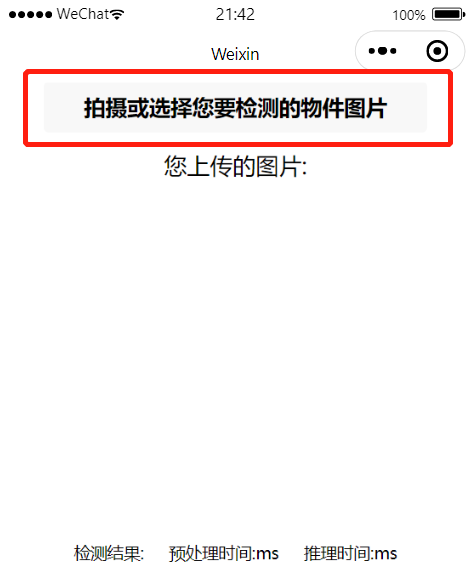 WeChat 21:42 100%
Weixin
拍摄或选择您要检测的物件图片
您上传的图片:
检测结果: 预处理时间:ms 推理时间:ms